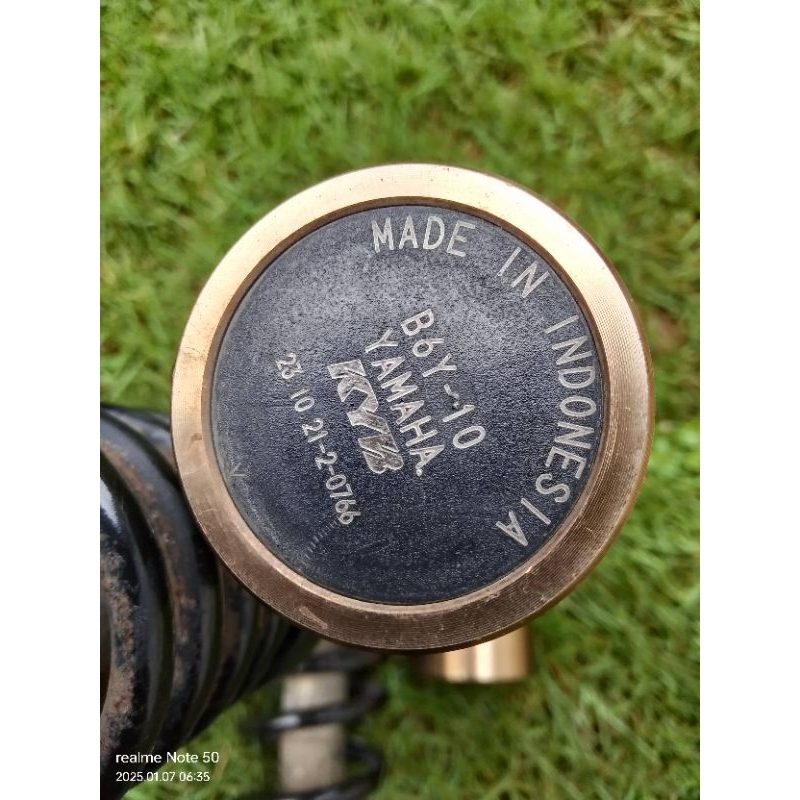 MADE IN INDONESIA
B6Y-10
YAMAHA
KYB
23 10 21-2-0766
realme Note 50
2025.01.07 06:35